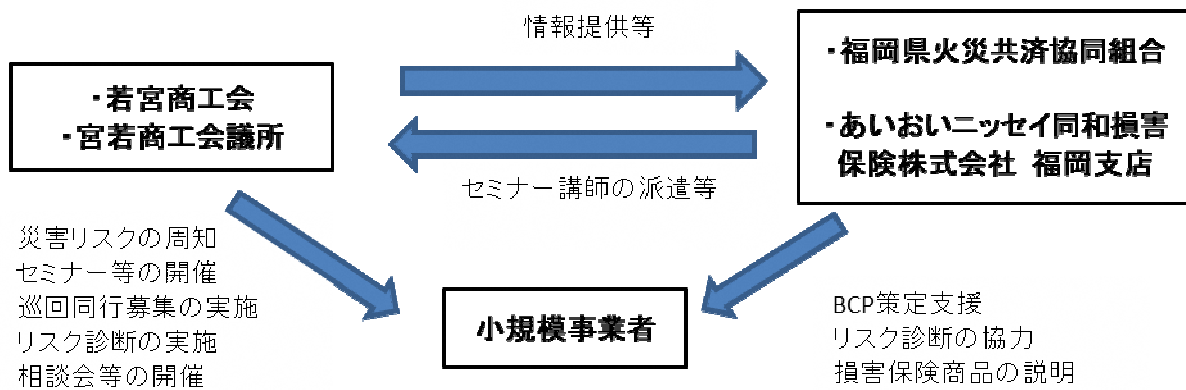 情報提供等
・若宮商工会
・宮若商工会議所
・福岡県火災共済協同組合
・あいおいニッセイ同和損害
保険株式会社 福岡支店
セミナー講師の派遣等
災害リスクの周知
セミナー等の開催
巡回同行募集の実施
リスク診断の実施
相談会等の開催
小規模事業者
BCP策定支援
リスク診断の協力
損害保険商品の説明